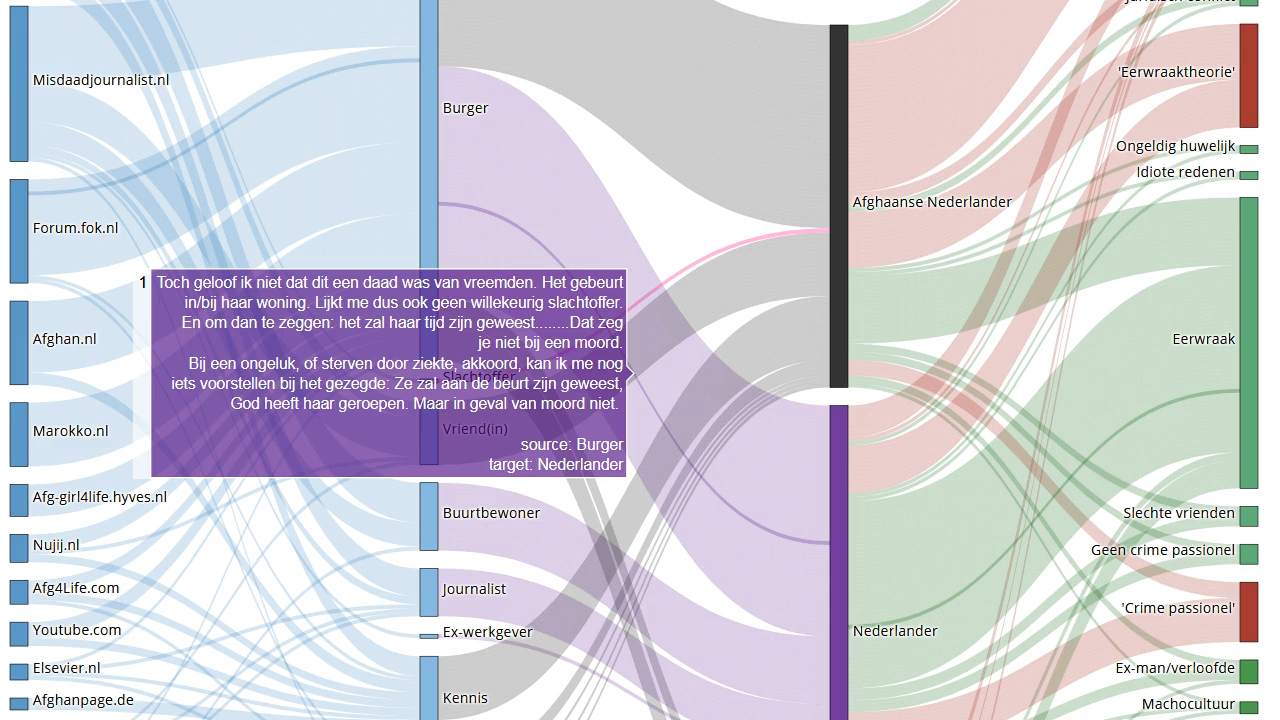 Misdaadjournalist.nl
Forum.fok.nl
Afghan.nl
Marokko.nl
Afg-girl4life.hyves.nl
Nujij.nl
Afg4Life.com
Youtube.com
Elsevier.nl
Afghanpage.de
Burger
1 Toch geloof ik niet dat dit een daad was van vreemden. Het gebeurt
in/bij haar woning. Lijkt me dus ook geen willekeurig slachtoffer.
En om dan te zeggen: het zal haar tijd zijn geweest........Dat zeg
je niet bij een moord.
Bij een ongeluk, of sterven door ziekte, akkoord, kan ik me nog
iets voorstellen bij het gezegde: Ze zal aan de beurt zijn geweest,
God heeft haar geroepen. Maar in geval van moord niet.
source: Burger
target: Nederlander
Slachtoffer
Vriend(in)
Buurtbewoner
Journalist
Ex-werkgever
Kennis
Afghaanse Nederlander
Nederlander
'Eerwraaktheorie'
Ongeldig huwelijk
Idiote redenen
Eerwraak
Slechte vrienden
Geen crime passionel
'Crime passionel'
Ex-man/verloofde
Machocultuur